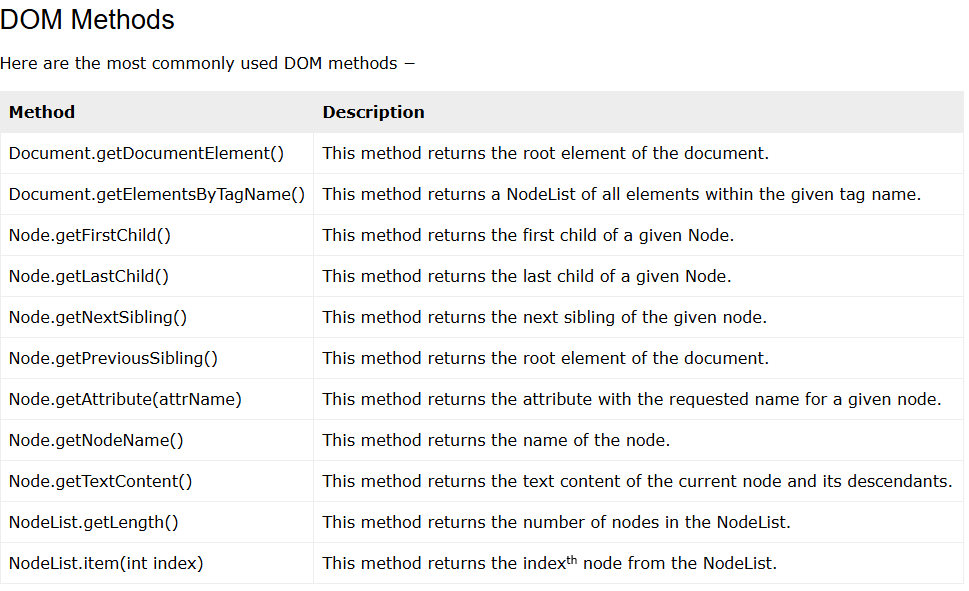 DOM Methods
Here are the most commonly used DOM methods −
Method Description
Document.getDocumentElement() This method returns the root element of the document.
Document.getElementsByTagName() This method returns a NodeList of all elements within the given tag name.
Node.getFirstChild() This method returns the first child of a given Node.
Node.getLastChild() This method returns the last child of a given Node.
Node.getNextSibling() This method returns the next sibling of the given node.
Node.getPreviousSibling() This method returns the root element of the document.
Node.getAttribute(attrName) This method returns the attribute with the requested name for a given node.
Node.getNodeName() This method returns the name of the node.
Node.getTextContent() This method returns the text content of the current node and its descendants.
NodeList.getLength() This method returns the number of nodes in the NodeList.
NodeList.item(int index) This method returns the indexth node from the NodeList.